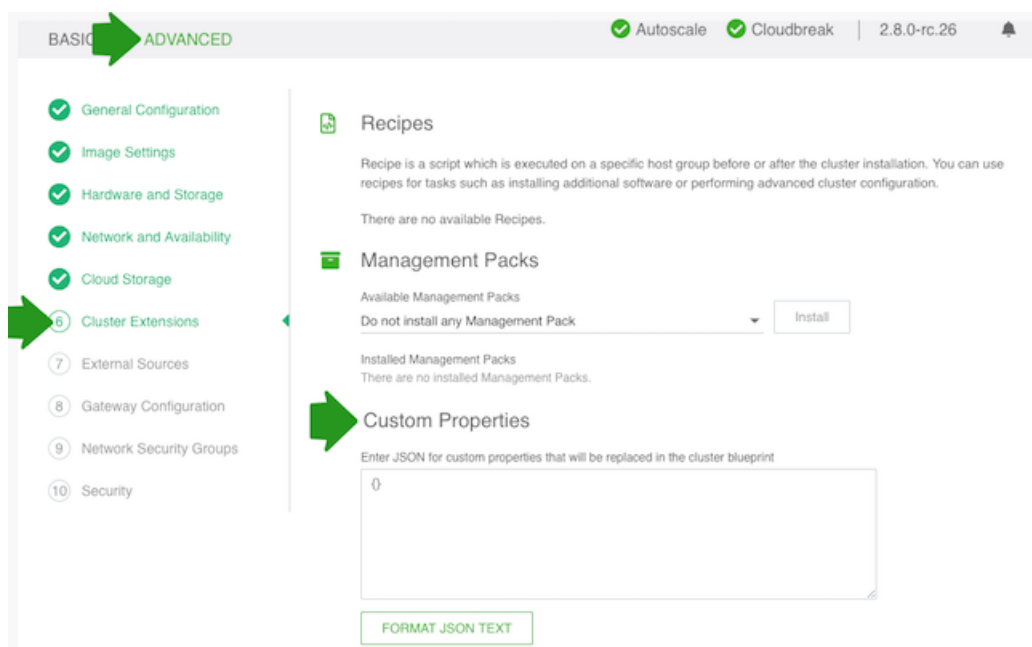 BASIC ADVANCED Autoscale Cloudbreak 2.8.0-rc.26
General Configuration
Image Settings
Hardware and Storage
Network and Availability
Cloud Storage
6 Cluster Extensions
7 External Sources
8 Gateway Configuration
9 Network Security Groups
10 Security
Recipes
Recipe is a script which is executed on a specific host group before or after the cluster installation. You can use
recipes for tasks such as installing additional software or performing advanced cluster configuration.
There are no available Recipes.
Management Packs
Available Management Packs
Do not install any Management Pack Install
Installed Management Packs
There are no installed Management Packs.
Custom Properties
Enter JSON for custom properties that will be replaced in the cluster blueprint
{}
FORMAT JSON TEXT